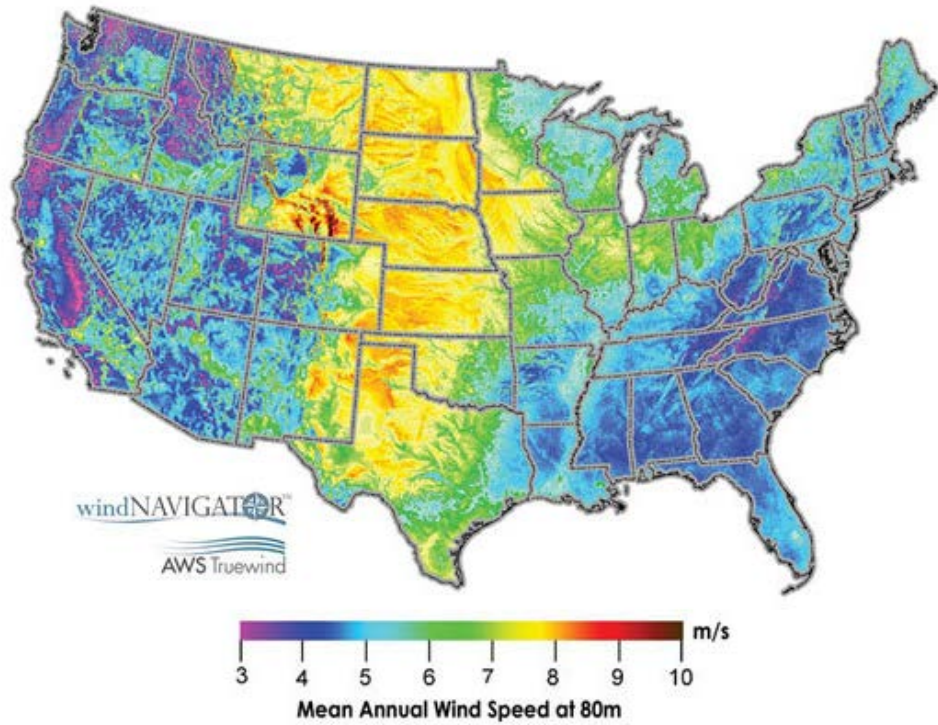 windNAVIGATOR™
AWS Truewind
m/s
3 4 5 6 7 8 9 10
Mean Annual Wind Speed at 80m